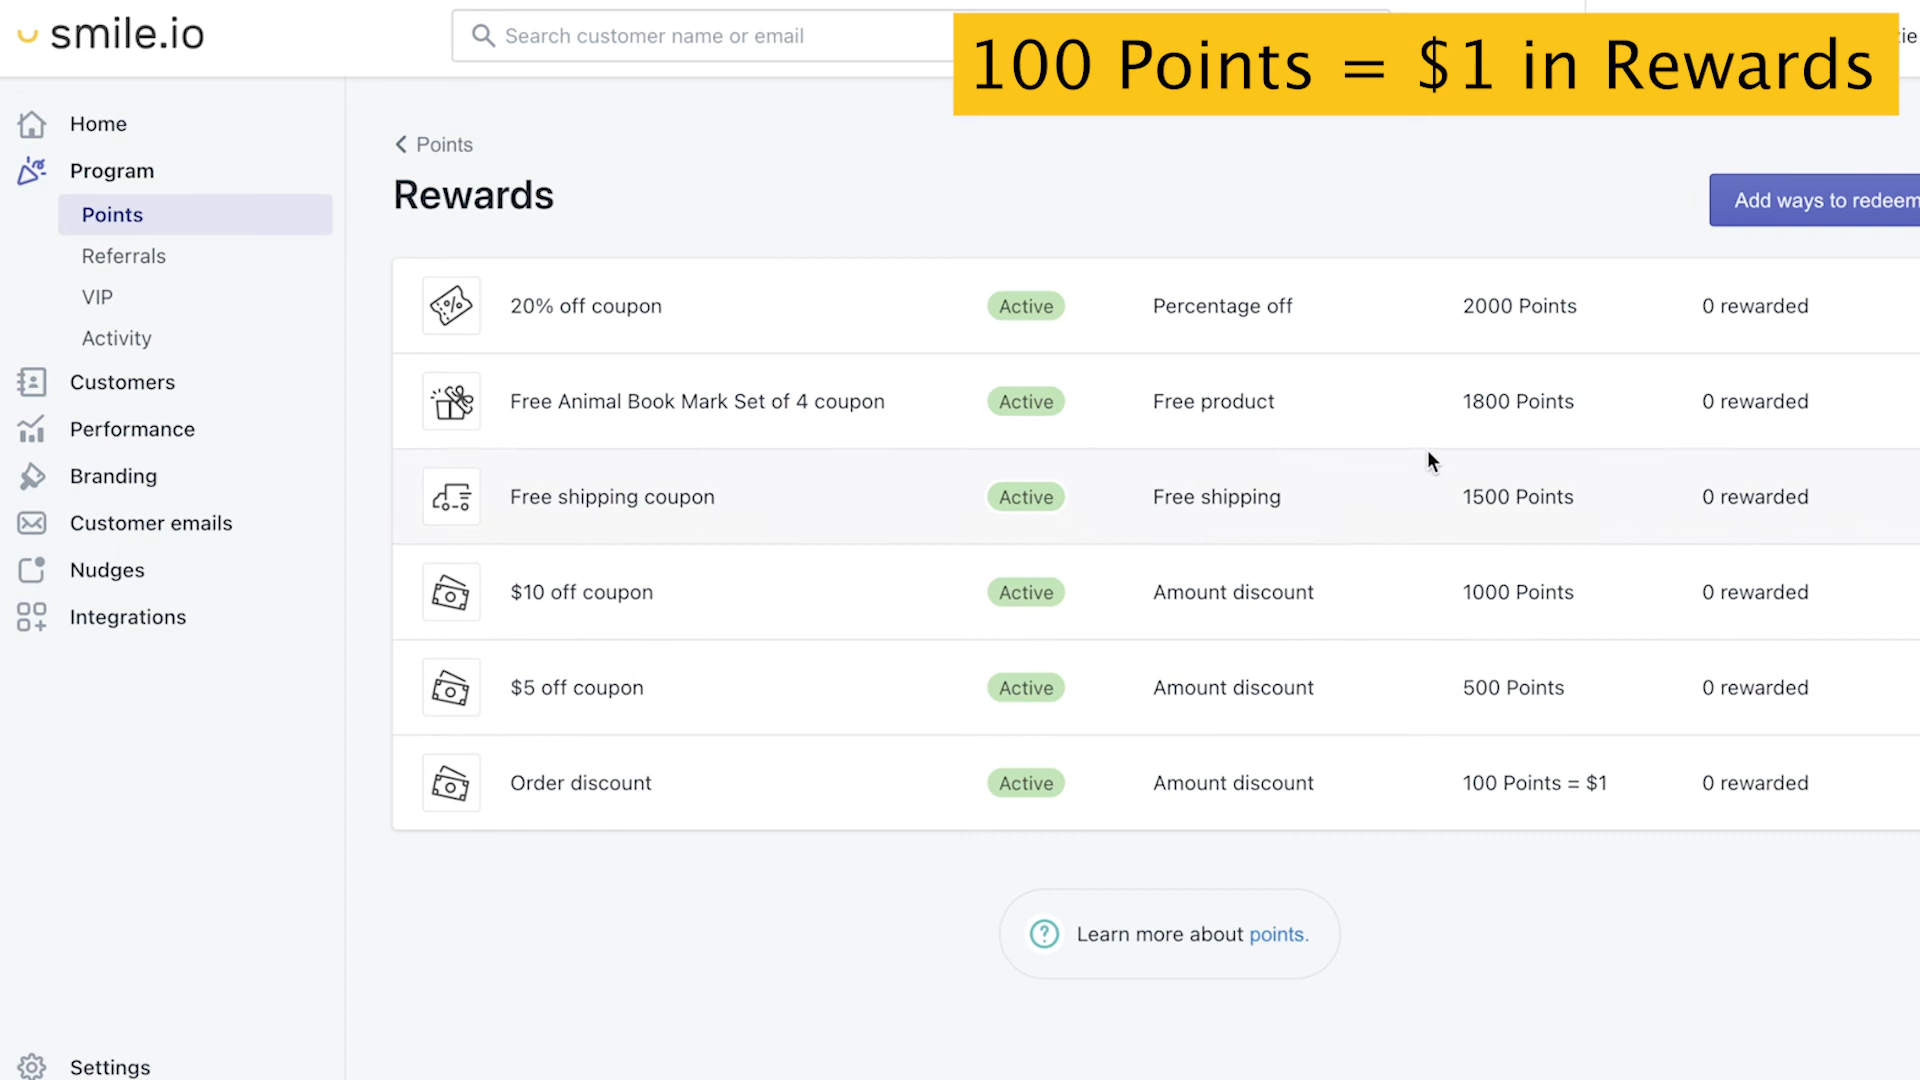 smile.io
Search customer name or email
100 Points = $1 in Rewards
Home
Program
Points
Referrals
VIP
Activity
Customers
Performance
Branding
Customer emails
Nudges
Integrations
Settings
Points
Rewards
Add ways to redeem
20% off coupon Active Percentage off 2000 Points 0 rewarded
Free Animal Book Mark Set of 4 coupon Active Free product 1800 Points 0 rewarded
Free shipping coupon Active Free shipping 1500 Points 0 rewarded
$10 off coupon Active Amount discount 1000 Points 0 rewarded
$5 off coupon Active Amount discount 500 Points 0 rewarded
Order discount Active Amount discount 100 Points = $1 0 rewarded
Learn more about points.